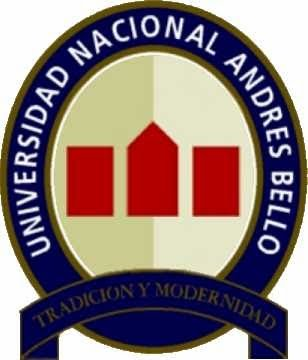 UNIVERSIDAD NACIONAL ANDRES BELLO
TRADICION Y MODERNIDAD